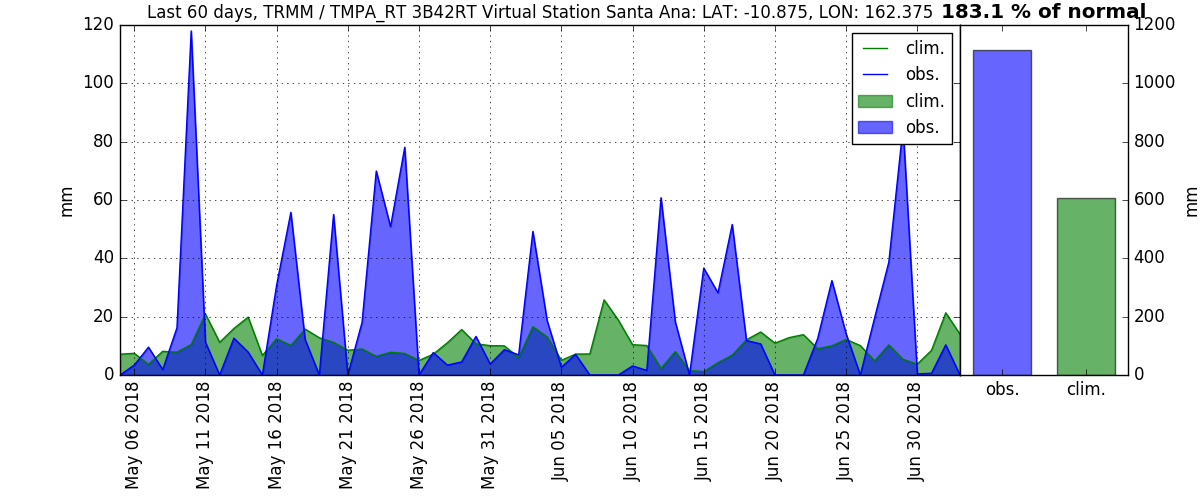 Last 60 days, TRMM / TMPA_RT 3B42RT Virtual Station Santa Ana: LAT: -10.875, LON: 162.375 183.1 % of normal
120
100
80
60
40
20
0
mm
clim.
obs.
clim.
obs.
1200
1000
800
600
400
200
0
mm
obs.
clim.
May 06 2018
May 11 2018
May 16 2018
May 21 2018
May 26 2018
May 31 2018
Jun 05 2018
Jun 10 2018
Jun 15 2018
Jun 20 2018
Jun 25 2018
Jun 30 2018